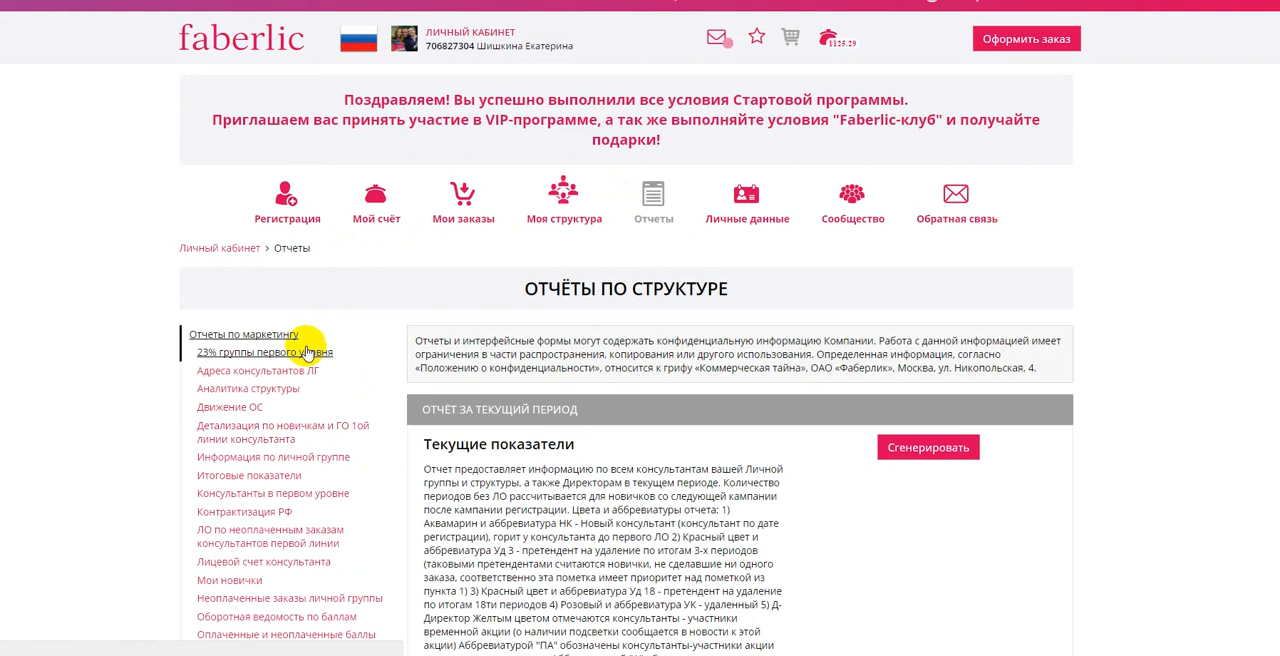 faberlic
ЛИЧНЫЙ КАБИНЕТ
706827304 Шишкина Екатерина
1125.29
Оформить заказ
Поздравляем! Вы успешно выполнили все условия Стартовой программы.
Приглашаем вас принять участие в VIP-программе, а так же выполняйте условия "Faberlic-клуб" и получайте
подарки!
Регистрация
Мой счёт
Мои заказы
Моя структура
Отчеты
Личные данные
Сообщество
Обратная связь
Личный кабинет > Отчеты
ОТЧЁТЫ ПО СТРУКТУРЕ
Отчеты по маркетингу
23% группы первого уровня
Адреса консультантов ЛГ
Аналитика структуры
Движение ОС
Детализация по новичкам и ГО 1ой
линии консультанта
Информация по личной группе
Итоговые показатели
Консультанты в первом уровне
Контрактизация РФ
ЛО по неоплаченным заказам
консультантов первой линии
Лицевой счет консультанта
Мои новички
Неоплаченные заказы личной группы
Оборотная ведомость по баллам
Оплаченные и неоплаченные баллы
Отчеты и интерфейсные формы могут содержать конфиденциальную информацию Компании. Работа с данной информацией имеет
ограничения в части распространения, копирования или другого использования. Определенная информация, согласно
«Положению о конфиденциальности», относится к грифу «Коммерческая тайна», ОАО «Фаберлик», Москва, ул. Никопольская, 4.
ОТЧЁТ ЗА ТЕКУЩИЙ ПЕРИОД
Текущие показатели
Сгенерировать
Отчет предоставляет информацию по всем консультантам вашей Личной
группы и структуры, а также Директорам в текущем периоде. Количество
периодов без ЛО рассчитывается для новичков со следующей кампании
после кампании регистрации. Цвета и аббревиатуры отчета: 1)
Аквамарин и аббревиатура НК - Новый консультант (консультант по дате
регистрации), горит у консультанта до первого ЛО 2) Красный цвет и
аббревиатура Уд 3 - претендент на удаление по итогам 3-х периодов
(таковыми претендентами считаются новички, не сделавшие ни одного
заказа, соответственно эта пометка имеет приоритет над пометкой из
пункта 1) 3) Красный цвет и аббревиатура Уд 18 - претендент на удаление
по итогам 18ти периодов 4) Розовый и аббревиатура УК - удаленный 5) Д-
Директор Желтым цветом отмечаются консультанты - участники
временной акции (о наличии подсветки сообщается в новости к этой
акции) Аббревиатурой "ПА" обозначены консультанты-участники акции